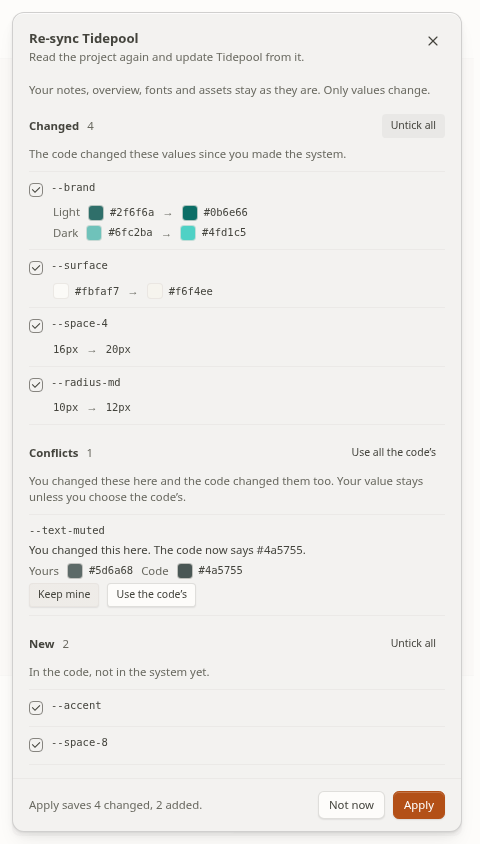 Re-sync Tidepool
Read the project again and update Tidepool from it.
Your notes, overview, fonts and assets stay as they are. Only values change.
Changed 4 Untick all
The code changed these values since you made the system.
--brand
Light #2f6f6a → #0b6e66
Dark #6fc2ba → #4fd1c5
--surface
#fbfaf7 → #f6f4ee
--space-4
16px → 20px
--radius-md
10px → 12px
Conflicts 1 Use all the code’s
You changed these here and the code changed them too. Your value stays
unless you choose the code’s.
--text-muted
You changed this here. The code now says #4a5755.
Yours #5d6a68 Code #4a5755
Keep mine Use the code’s
New 2 Untick all
In the code, not in the system yet.
--accent
--space-8
Apply saves 4 changed, 2 added. Not now Apply